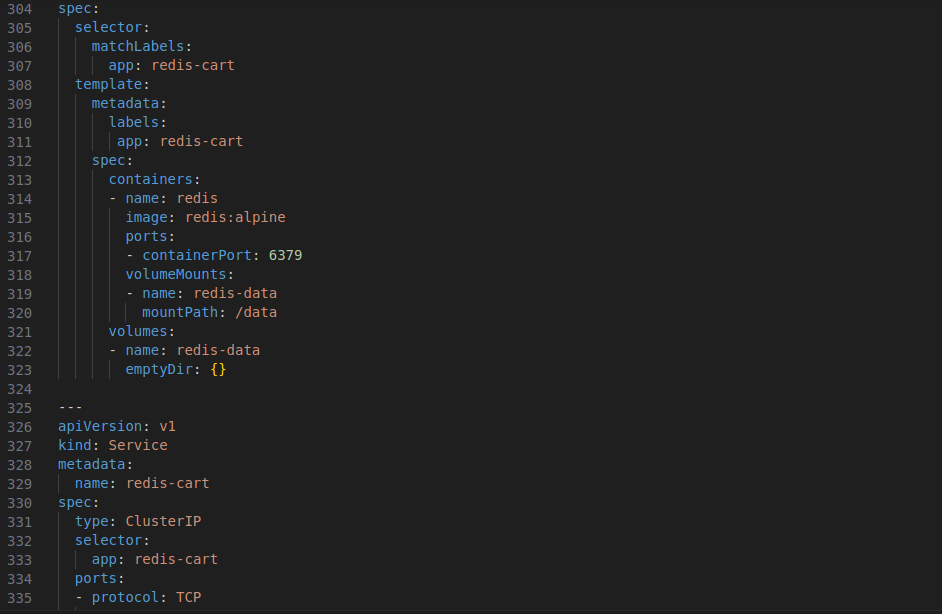 304 spec:
305   selector:
306     matchLabels:
307       app: redis-cart
308   template:
309     metadata:
310       labels:
311        app: redis-cart
312     spec:
313       containers:
314       - name: redis
315         image: redis:alpine
316         ports:
317         - containerPort: 6379
318         volumeMounts:
319         - name: redis-data
320           mountPath: /data
321       volumes:
322       - name: redis-data
323         emptyDir: {}
324
325 ---
326 apiVersion: v1
327 kind: Service
328 metadata:
329   name: redis-cart
330 spec:
331   type: ClusterIP
332   selector:
333     app: redis-cart
334   ports:
335   - protocol: TCP